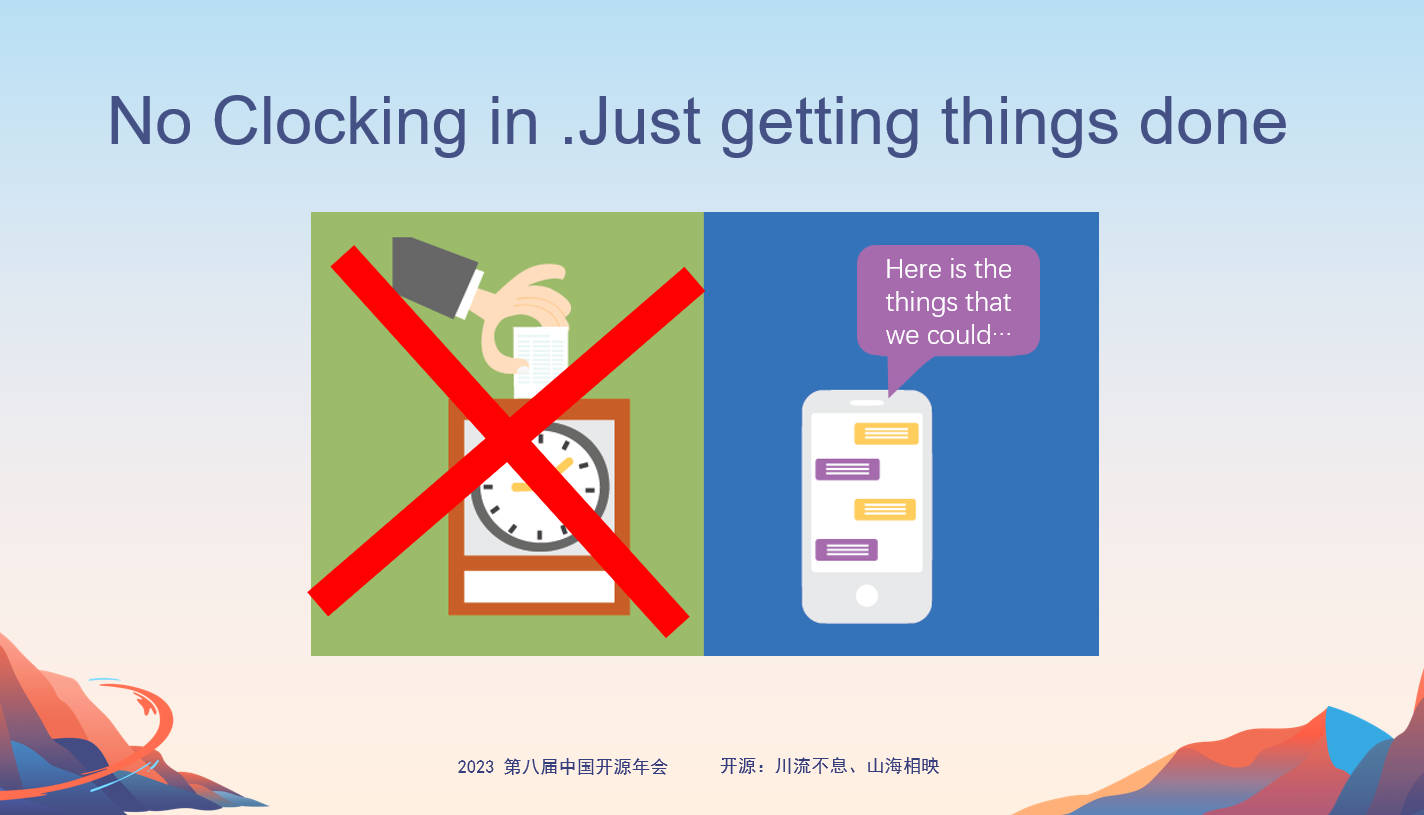 No Clocking in .Just getting things done
Here is the
things that
we could…
2023 第八届中国开源年会
开源：川流不息、山海相映